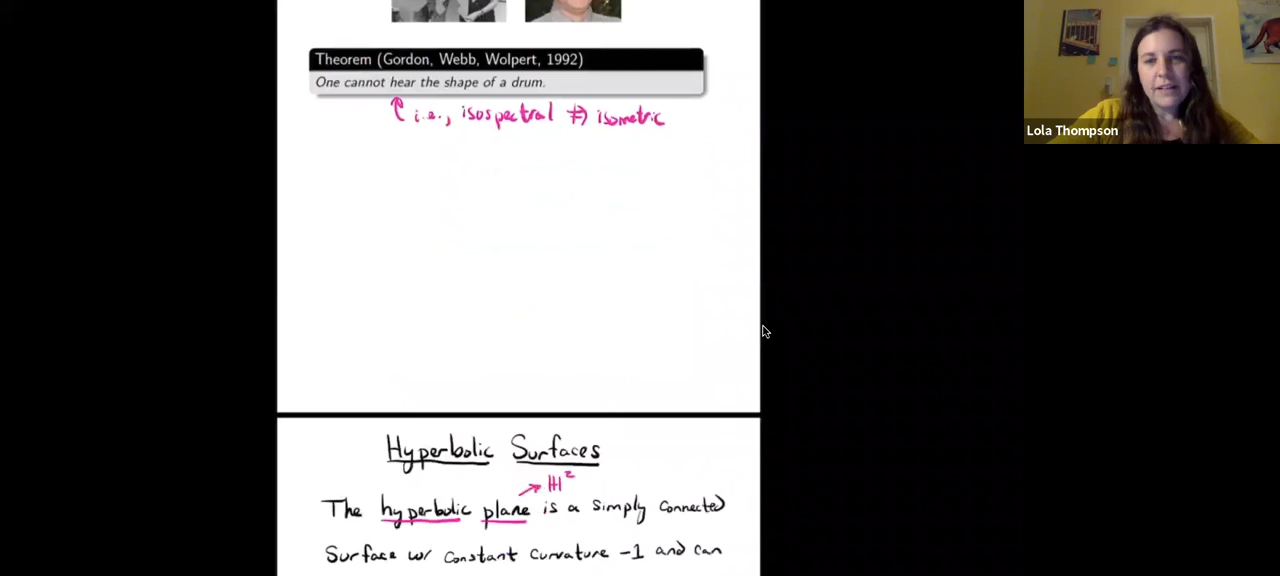 Theorem (Gordon, Webb, Wolpert, 1992)
One cannot hear the shape of a drum.
i.e., isospectral ⇏ isometric
Lola Thompson
Hyperbolic Surfaces
→ ℍ²
The hyperbolic plane is a simply connected
Surface w/ constant curvature -1 and can